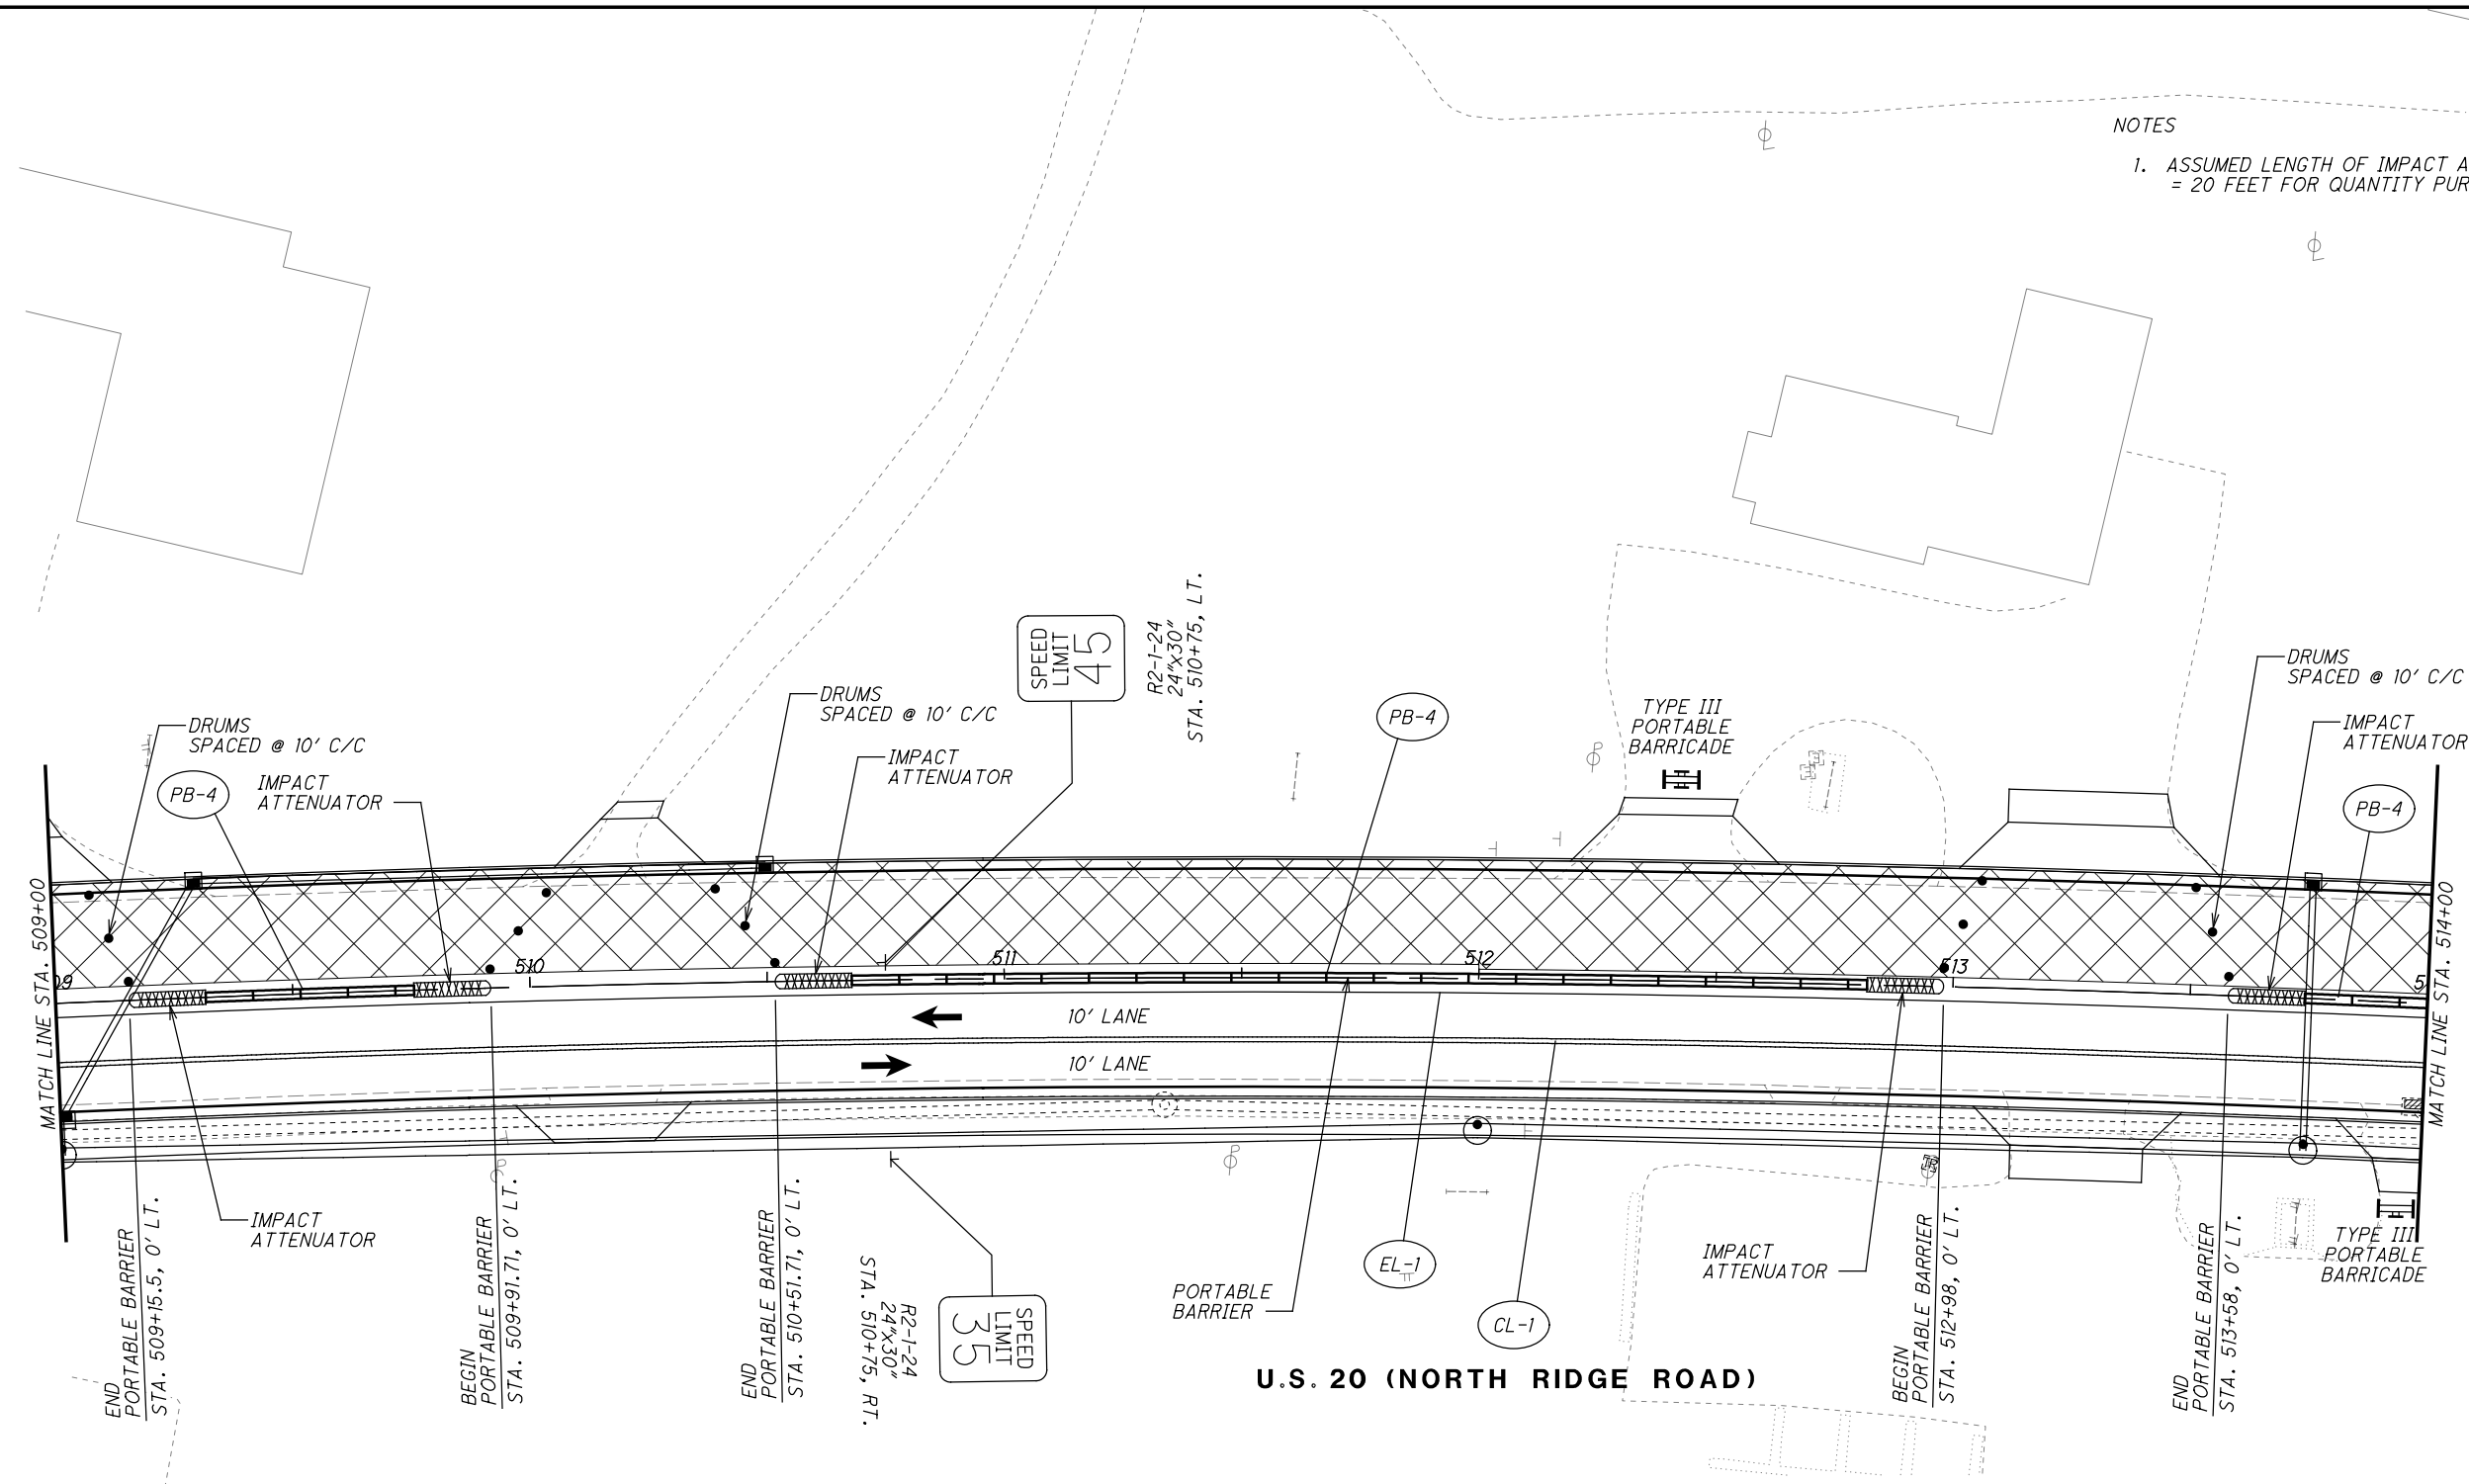 NOTES
1. ASSUMED LENGTH OF IMPACT A
= 20 FEET FOR QUANTITY PUR
SPEED
LIMIT
45
R2-1-24
24"x30"
STA. 510+75, LT.
DRUMS
SPACED @ 10' C/C
PB-4
IMPACT
ATTENUATOR
DRUMS
SPACED @ 10' C/C
IMPACT
ATTENUATOR
PB-4
TYPE III
PORTABLE
BARRICADE
DRUMS
SPACED @ 10' C/C
IMPACT
ATTENUATOR
PB-4
MATCH LINE STA. 509+00
09
510
511
512
513
5
MATCH LINE STA. 514+00
10' LANE
10' LANE
END
PORTABLE BARRIER
STA. 509+15.5, 0' LT.
IMPACT
ATTENUATOR
BEGIN
PORTABLE BARRIER
STA. 509+91.71, 0' LT.
END
PORTABLE BARRIER
STA. 510+51.71, 0' LT.
R2-1-24
24"x30"
STA. 510+75, RT.
SPEED
LIMIT
35
PORTABLE
BARRIER
EL-1
CL-1
IMPACT
ATTENUATOR
BEGIN
PORTABLE BARRIER
STA. 512+98, 0' LT.
END
PORTABLE BARRIER
STA. 513+58, 0' LT.
TYPE III
PORTABLE
BARRICADE
U.S. 20 (NORTH RIDGE ROAD)